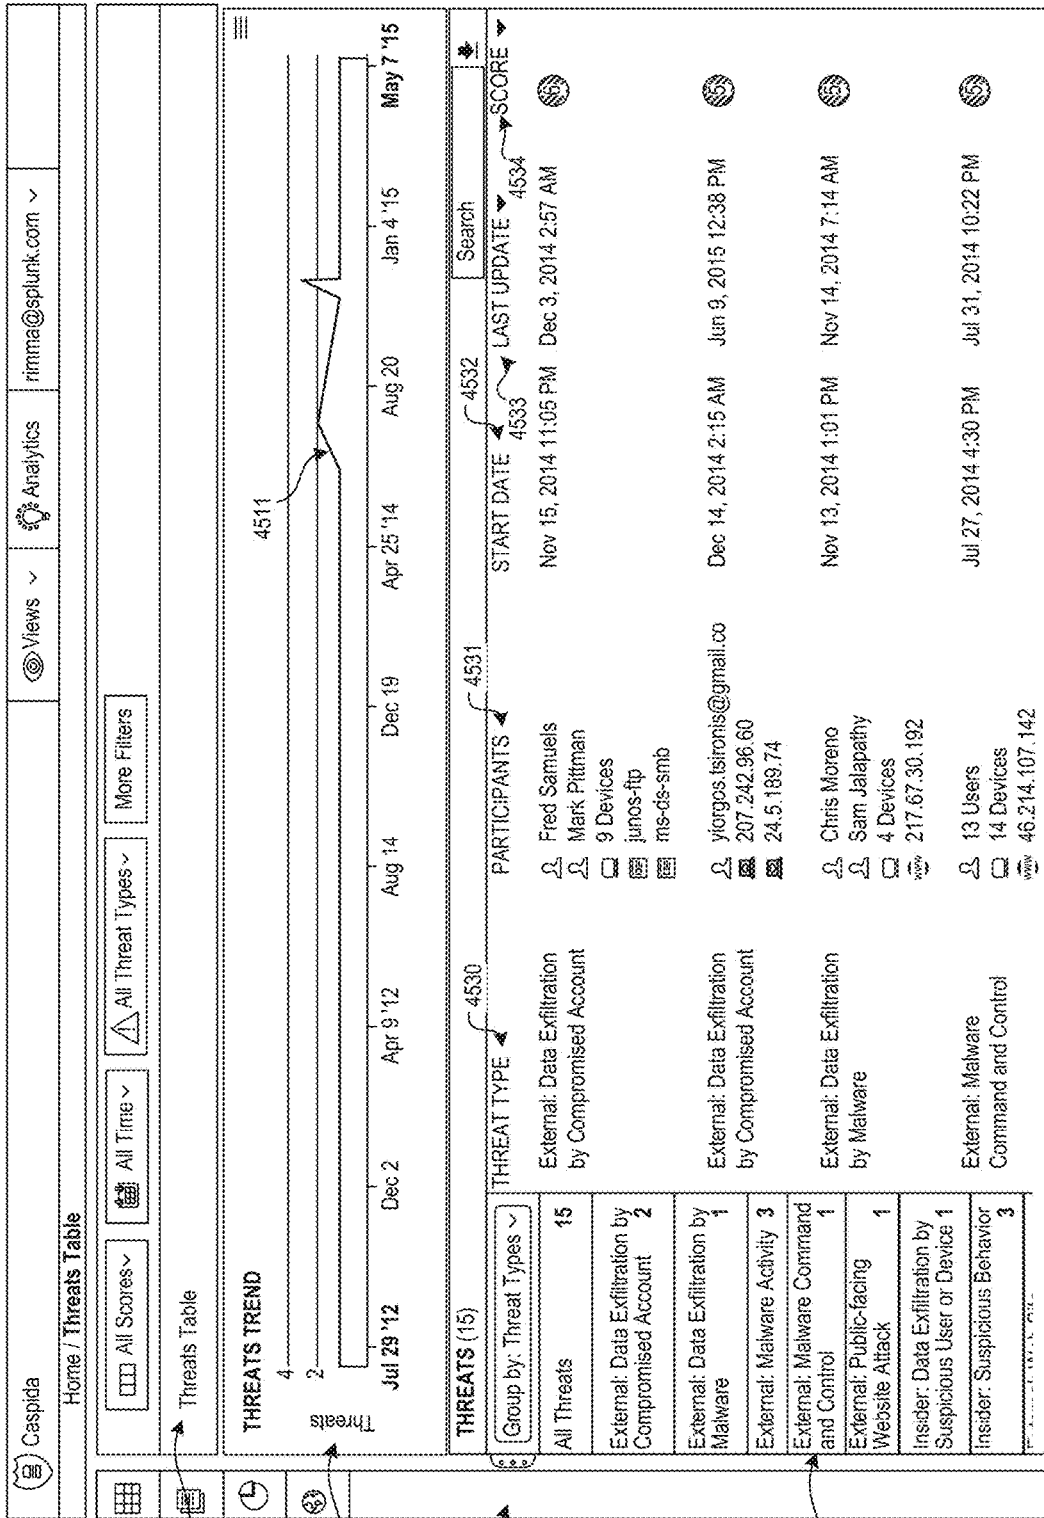 Caspida
Views
Analytics
rimma@splunk.com
Home / Threats Table
All Scores
All Time
All Threat Types
More Filters
Threats Table
THREATS TREND
Threats
4
2
4511
Jul 29 '12
Dec 2
Apr 9 '12
Aug 14
Dec 19
Apr 25 '14
Aug 20
Jan 4 '15
May 7 '15
THREATS (15)
4530
4531
4532
Search
Group by: Threat Types
THREAT TYPE
PARTICIPANTS
START DATE
4533
LAST UPDATE
4534
SCORE
All Threats 15
External: Data Exfiltration by
Compromised Account 2
External: Data Exfiltration by
Malware 1
External: Malware Activity 3
External: Malware Command
and Control 1
External: Public-facing
Website Attack 1
Insider: Data Exfiltration by
Suspicious User or Device 1
Insider: Suspicious Behavior
3
External: Data Exfiltration
by Compromised Account
Fred Samuels
Mark Pittman
9 Devices
junos-ftp
ms-ds-smb
Nov 15, 2014 11:05 PM
Dec 3, 2014 2:57 AM
6
External: Data Exfiltration
by Compromised Account
yiorgos.tsironis@gmail.co
207.242.96.60
24.5.189.74
Dec 14, 2014 2:15 AM
Jun 9, 2015 12:38 PM
5
External: Data Exfiltration
by Malware
Chris Moreno
Sam Jalapathy
4 Devices
www 217.67.30.192
Nov 13, 2014 1:01 PM
Nov 14, 2014 7:14 AM
5
External: Malware
Command and Control
13 Users
14 Devices
www 46.214.107.142
Jul 27, 2014 4:30 PM
Jul 31, 2014 10:22 PM
5